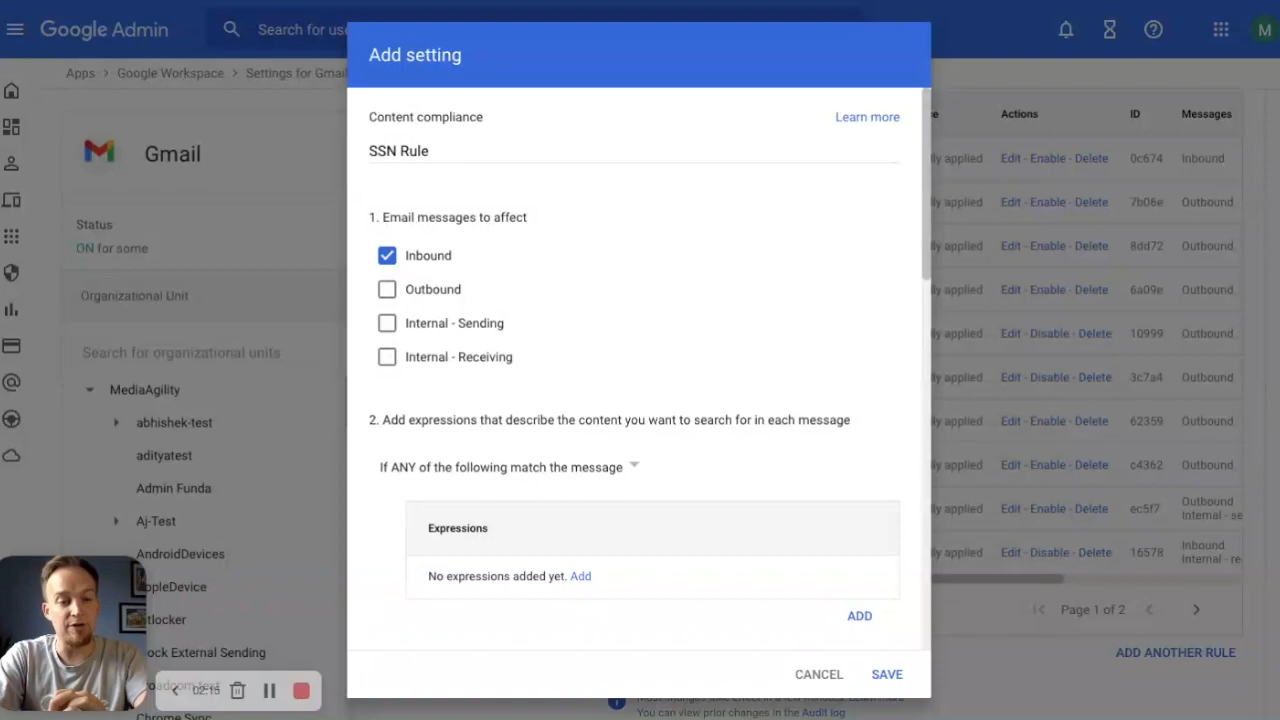 Google Admin
Search for use
M
Add setting
Apps > Google Workspace > Settings for Gmail
Gmail
Status
ON for some
Organizational Unit
Search for organizational units
MediaAgility
abhishek-test
adityatest
Admin Funda
Aj-Test
AndroidDevices
ppleDevice
tlocker
ock External Sending
Chrome Sync
02:15
Content compliance
Learn more
SSN Rule
1. Email messages to affect
Inbound
Outbound
Internal - Sending
Internal - Receiving
2. Add expressions that describe the content you want to search for in each message
If ANY of the following match the message
Expressions
No expressions added yet. Add
ADD
CANCEL
SAVE
e Actions ID Messages
ly applied Edit - Enable - Delete 0c674 Inbound
ly applied Edit - Enable - Delete 7b06e Outbound
ly applied Edit - Enable - Delete 8dd72 Outbound
ly applied Edit - Enable - Delete 6a09e Outbound
ly applied Edit - Disable - Delete 10999 Outbound
ly applied Edit - Disable - Delete 3c7a4 Outbound
ly applied Edit - Enable - Delete 62359 Outbound
ly applied Edit - Enable - Delete c4362 Outbound
ly applied Edit - Enable - Delete ec5f7 Outbound
Internal - se
ly applied Edit - Disable - Delete 16578 Inbound
Internal - re
Page 1 of 2
ADD ANOTHER RULE
You can view prior changes in the Audit log